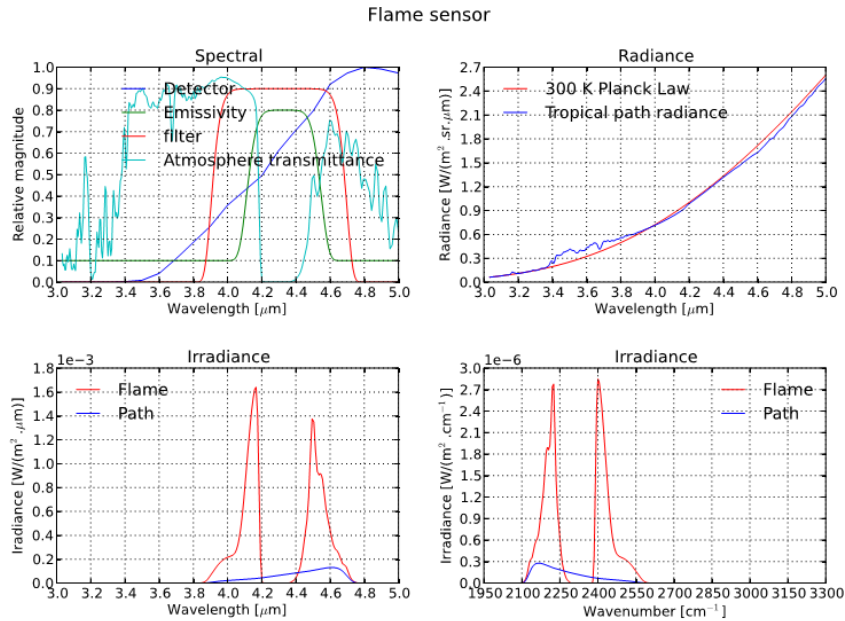 Flame sensor
Spectral
1.0
0.9
0.8
0.7
0.6
0.5
0.4
0.3
0.2
0.1
0.0
Relative magnitude
Detector
Emissivity
filter
Atmosphere transmittance
3.0 3.2 3.4 3.6 3.8 4.0 4.2 4.4 4.6 4.8 5.0
Wavelength [μm]
Radiance
2.7
2.4
2.1
1.8
1.5
1.2
0.9
0.6
0.3
0.0
Radiance [W/(m² .sr.μm)]
300 K Planck Law
Tropical path radiance
3.0 3.2 3.4 3.6 3.8 4.0 4.2 4.4 4.6 4.8 5.0
Wavelength [μm]
Irradiance
1e−3
1.8
1.6
1.4
1.2
1.0
0.8
0.6
0.4
0.2
0.0
Irradiance [W/(m² .μm)]
Flame
Path
3.0 3.2 3.4 3.6 3.8 4.0 4.2 4.4 4.6 4.8 5.0
Wavelength [μm]
Irradiance
1e−6
3.0
2.7
2.4
2.1
1.8
1.5
1.2
0.9
0.6
0.3
0.0
Irradiance [W/(m² .cm⁻¹)]
Flame
Path
1950 2100 2250 2400 2550 2700 2850 3000 3150 3300
Wavenumber [cm⁻¹]